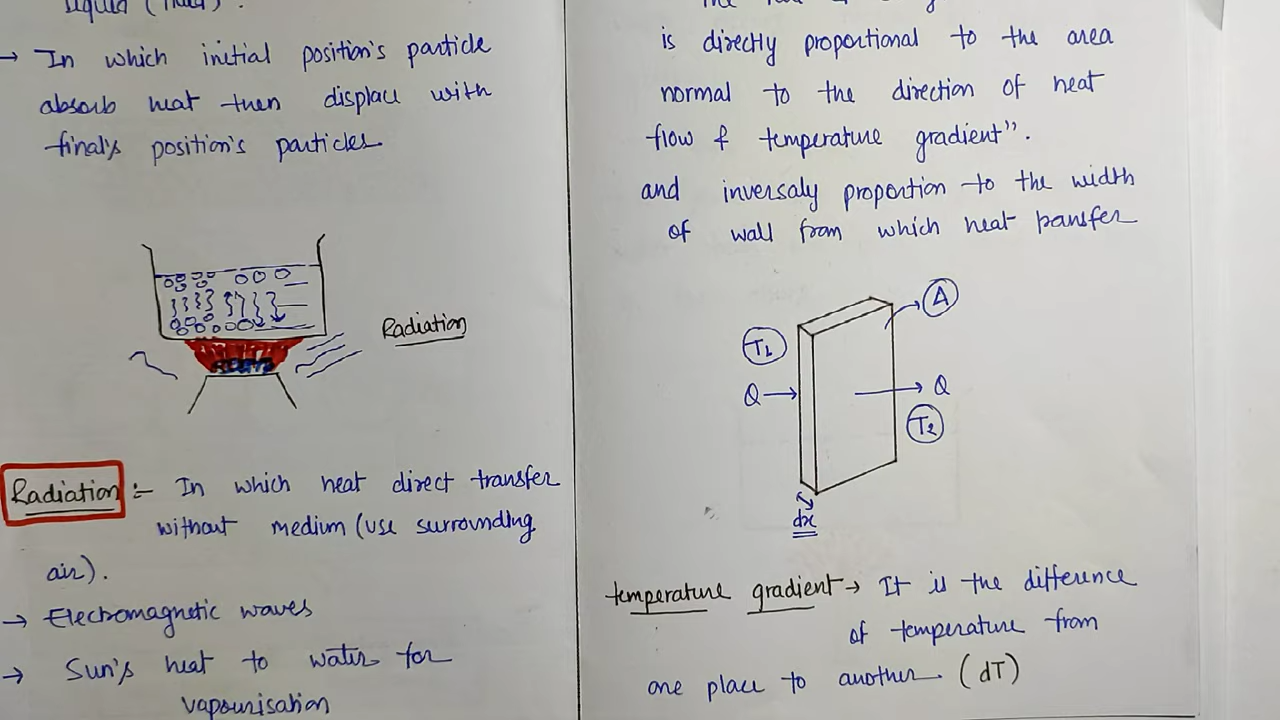 liquid (fluid).
→ In which initial position's particle
absorb heat then displace with
final's position's particles
Radiation
Radiation :- In which heat direct transfer
without medium (use surrounding
air).
→ Electromagnetic waves
→ Sun's heat to water for
vapourisation
is directly proportional to the area
normal to the direction of heat
flow & temperature gradient".
and inversaly proportion to the width
of wall from which heat transfer
A
T1
Q → → Q
T2
dx
temperature gradient → It is the difference
of temperature from
one place to another (dT)